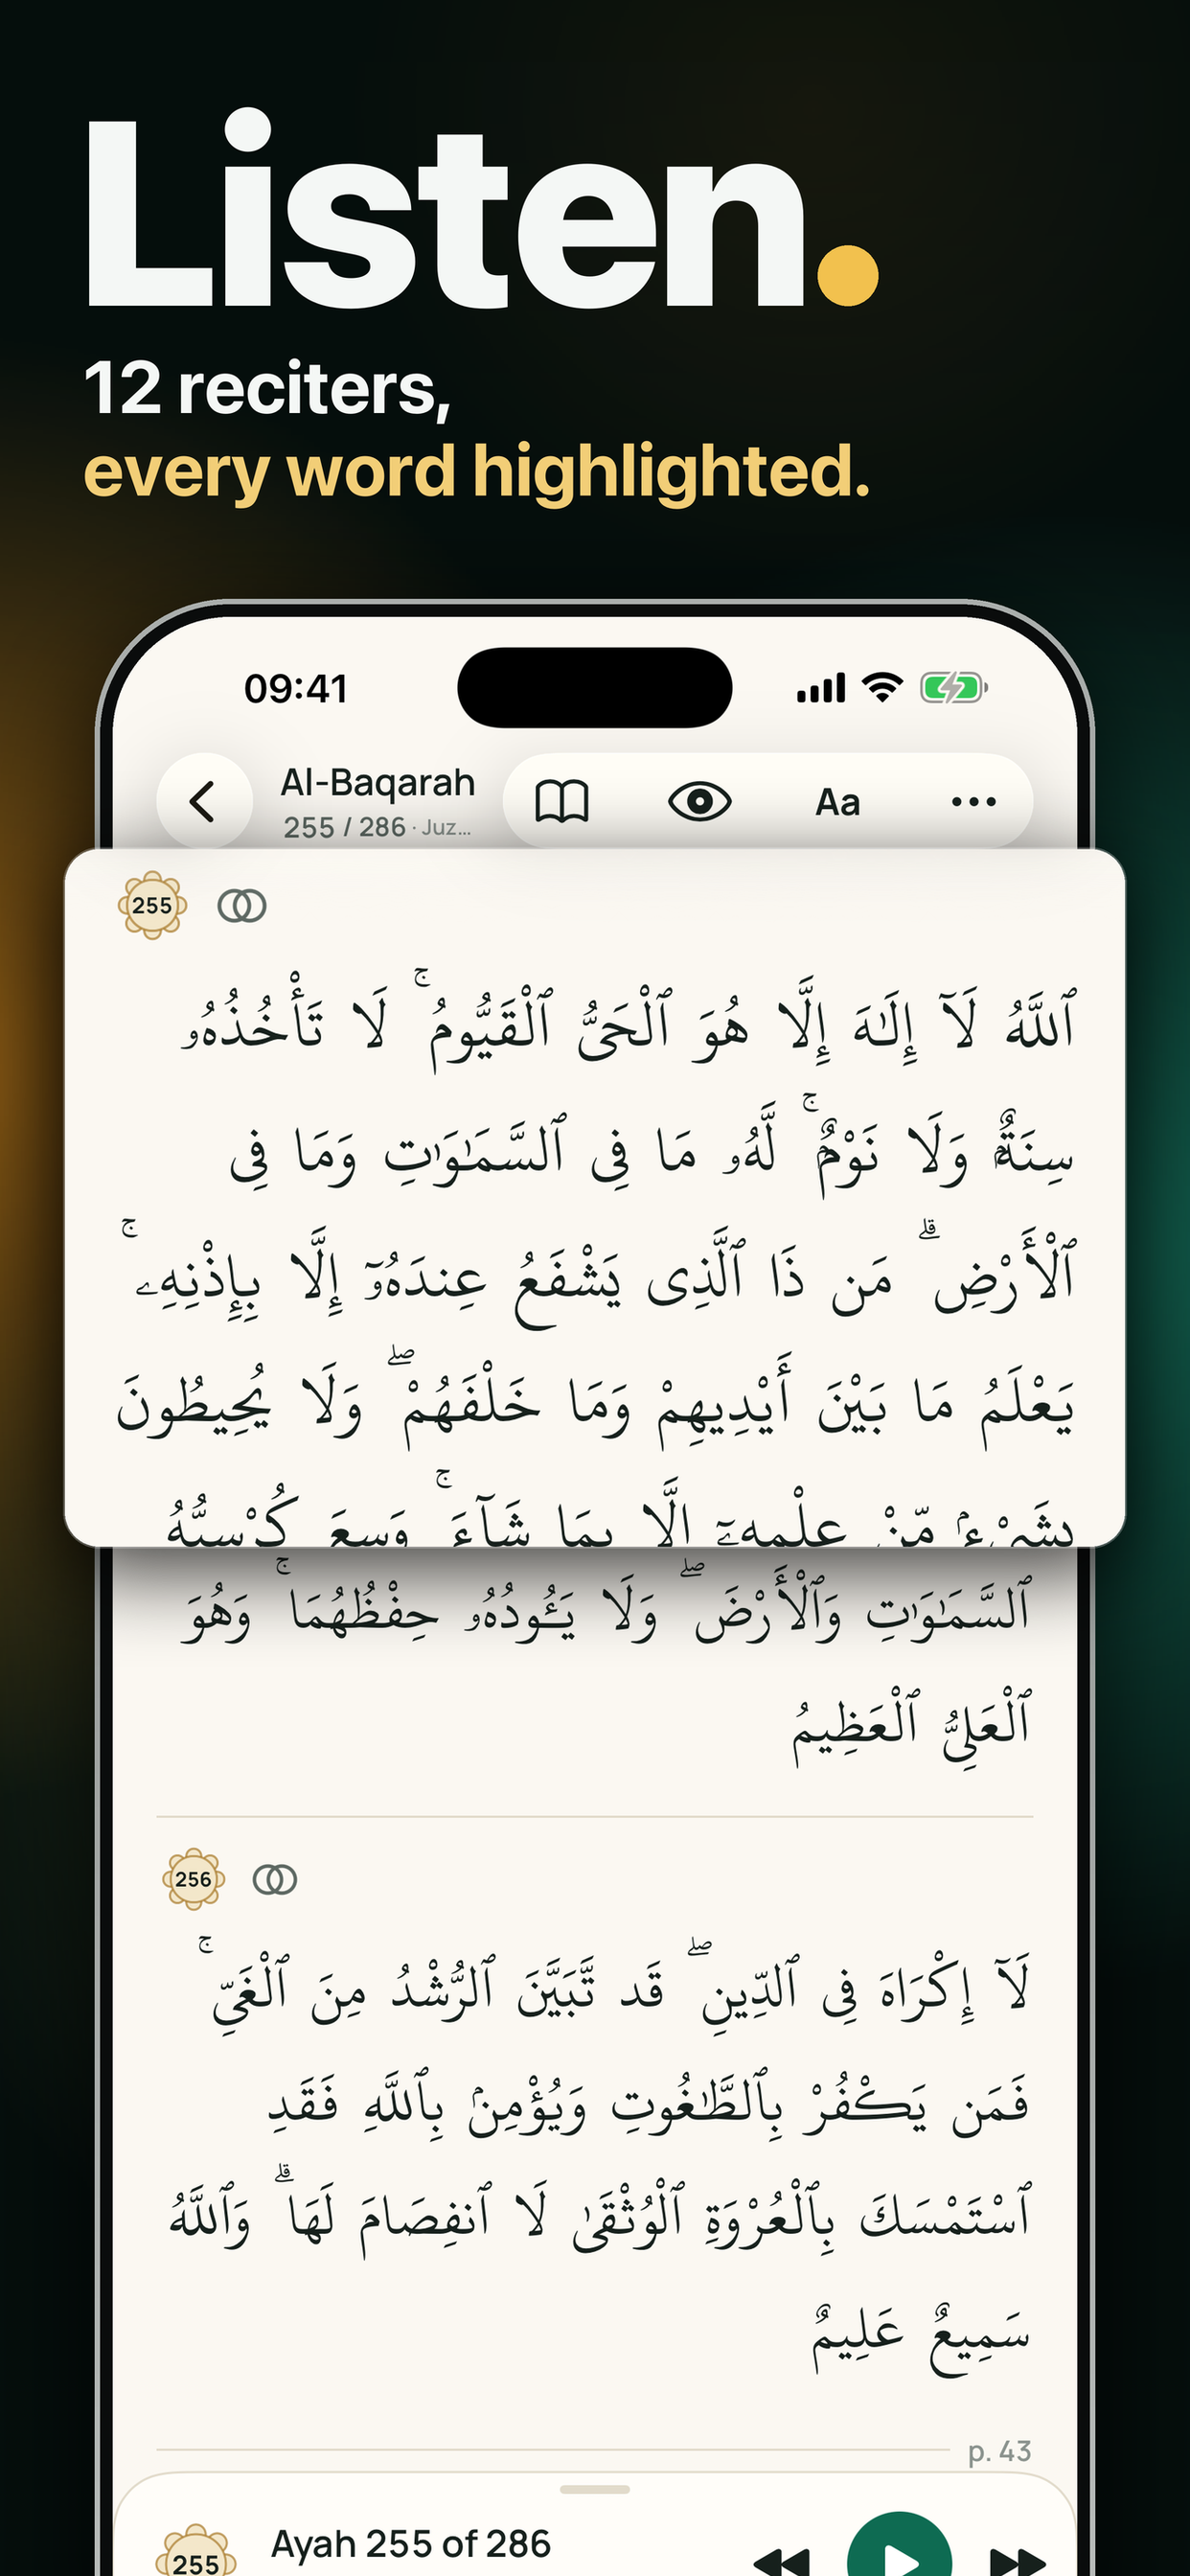 Listen.
12 reciters,
every word highlighted.
09:41
Al-Baqarah
255 / 286 · Juz...
Aa
255
ٱللَّهُ لَآ إِلَـٰهَ إِلَّا هُوَ ٱلْحَىُّ ٱلْقَيُّومُ ۚ لَا تَأْخُذُهُۥ
سِنَةٌ وَلَا نَوْمٌ ۚ لَّهُۥ مَا فِى ٱلسَّمَـٰوَٰتِ وَمَا فِى
ٱلْأَرْضِ ۗ مَن ذَا ٱلَّذِى يَشْفَعُ عِندَهُۥٓ إِلَّا بِإِذْنِهِۦ ۚ
يَعْلَمُ مَا بَيْنَ أَيْدِيهِمْ وَمَا خَلْفَهُمْ ۖ وَلَا يُحِيطُونَ
بِشَىْءٍ مِّنْ عِلْمِهِۦٓ إِلَّا بِمَا شَآءَ ۚ وَسِعَ كُرْسِيُّهُ
ٱلسَّمَـٰوَٰتِ وَٱلْأَرْضَ ۖ وَلَا يَـُٔودُهُۥ حِفْظُهُمَا ۚ وَهُوَ
ٱلْعَلِىُّ ٱلْعَظِيمُ
256
لَآ إِكْرَاهَ فِى ٱلدِّينِ ۖ قَد تَّبَيَّنَ ٱلرُّشْدُ مِنَ ٱلْغَىِّ ۚ
فَمَن يَكْفُرْ بِٱلطَّـٰغُوتِ وَيُؤْمِنۢ بِٱللَّهِ فَقَدِ
ٱسْتَمْسَكَ بِٱلْعُرْوَةِ ٱلْوُثْقَىٰ لَا ٱنفِصَامَ لَهَا ۗ وَٱللَّهُ
سَمِيعٌ عَلِيمٌ
p. 43
255
Ayah 255 of 286